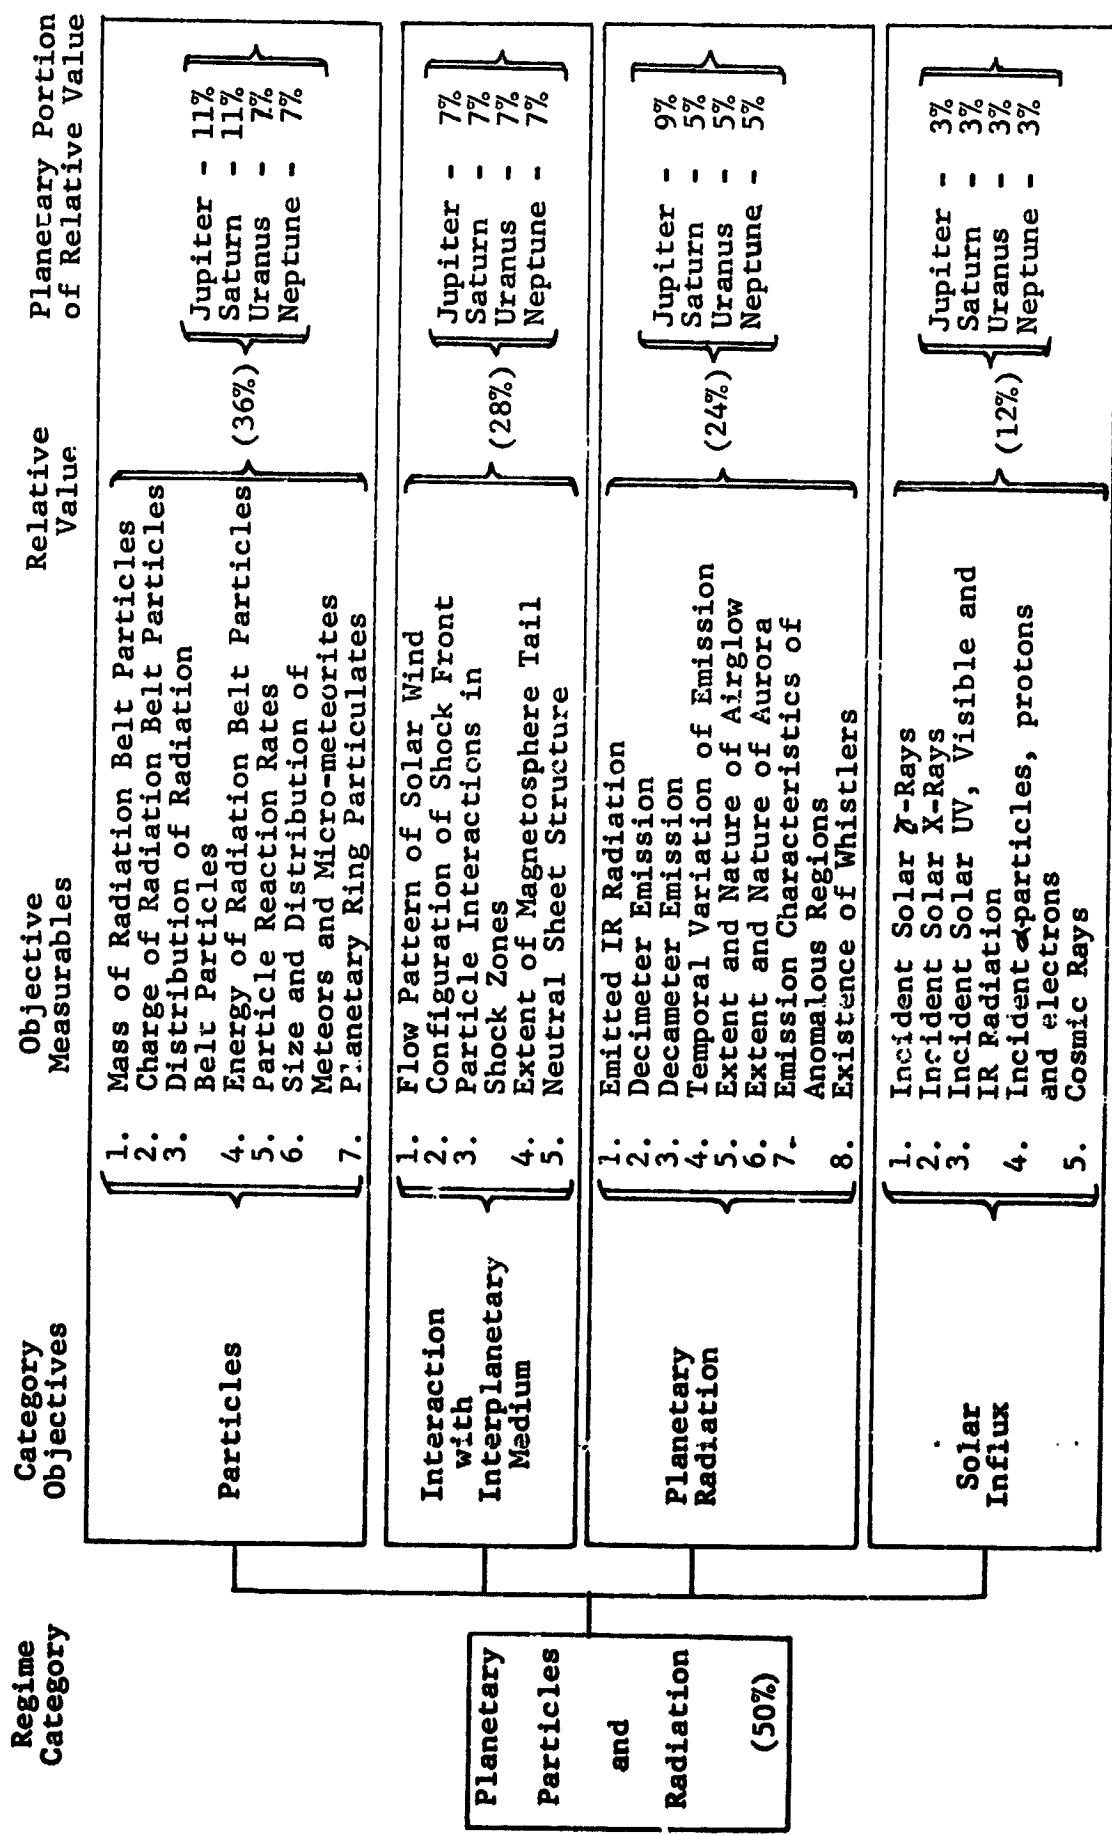 Regime
Category
Category
Objectives
Objective
Measurables
Relative
Value
Planetary Portion
of Relative Value
Planetary
Particles
and
Radiation
(50%)
Particles
1. Mass of Radiation Belt Particles
2. Charge of Radiation Belt Particles
3. Distribution of Radiation
Belt Particles
4. Energy of Radiation Belt Particles
5. Particle Reaction Rates
6. Size and Distribution of
Meteors and Micro-meteorites
7. Planetary Ring Particulates
(36%)
Jupiter - 11%
Saturn - 11%
Uranus - 7%
Neptune - 7%
Interaction
with
Interplanetary
Medium
1. Flow Pattern of Solar Wind
2. Configuration of Shock Front
3. Particle Interactions in
Shock Zones
4. Extent of Magnetosphere Tail
5. Neutral Sheet Structure
(28%)
Jupiter - 7%
Saturn - 7%
Uranus - 7%
Neptune - 7%
Planetary
Radiation
1. Emitted IR Radiation
2. Decimeter Emission
3. Decameter Emission
4. Temporal Variation of Emission
5. Extent and Nature of Airglow
6. Extent and Nature of Aurora
7. Emission Characteristics of
Anomalous Regions
8. Existence of Whistlers
(24%)
Jupiter - 9%
Saturn - 5%
Uranus - 5%
Neptune - 5%
Solar
Influx
1. Incident Solar γ-Rays
2. Incident Solar X-Rays
3. Incident Solar UV, Visible and
IR Radiation
4. Incident α-particles, protons
and electrons
5. Cosmic Rays
(12%)
Jupiter - 3%
Saturn - 3%
Uranus - 3%
Neptune - 3%